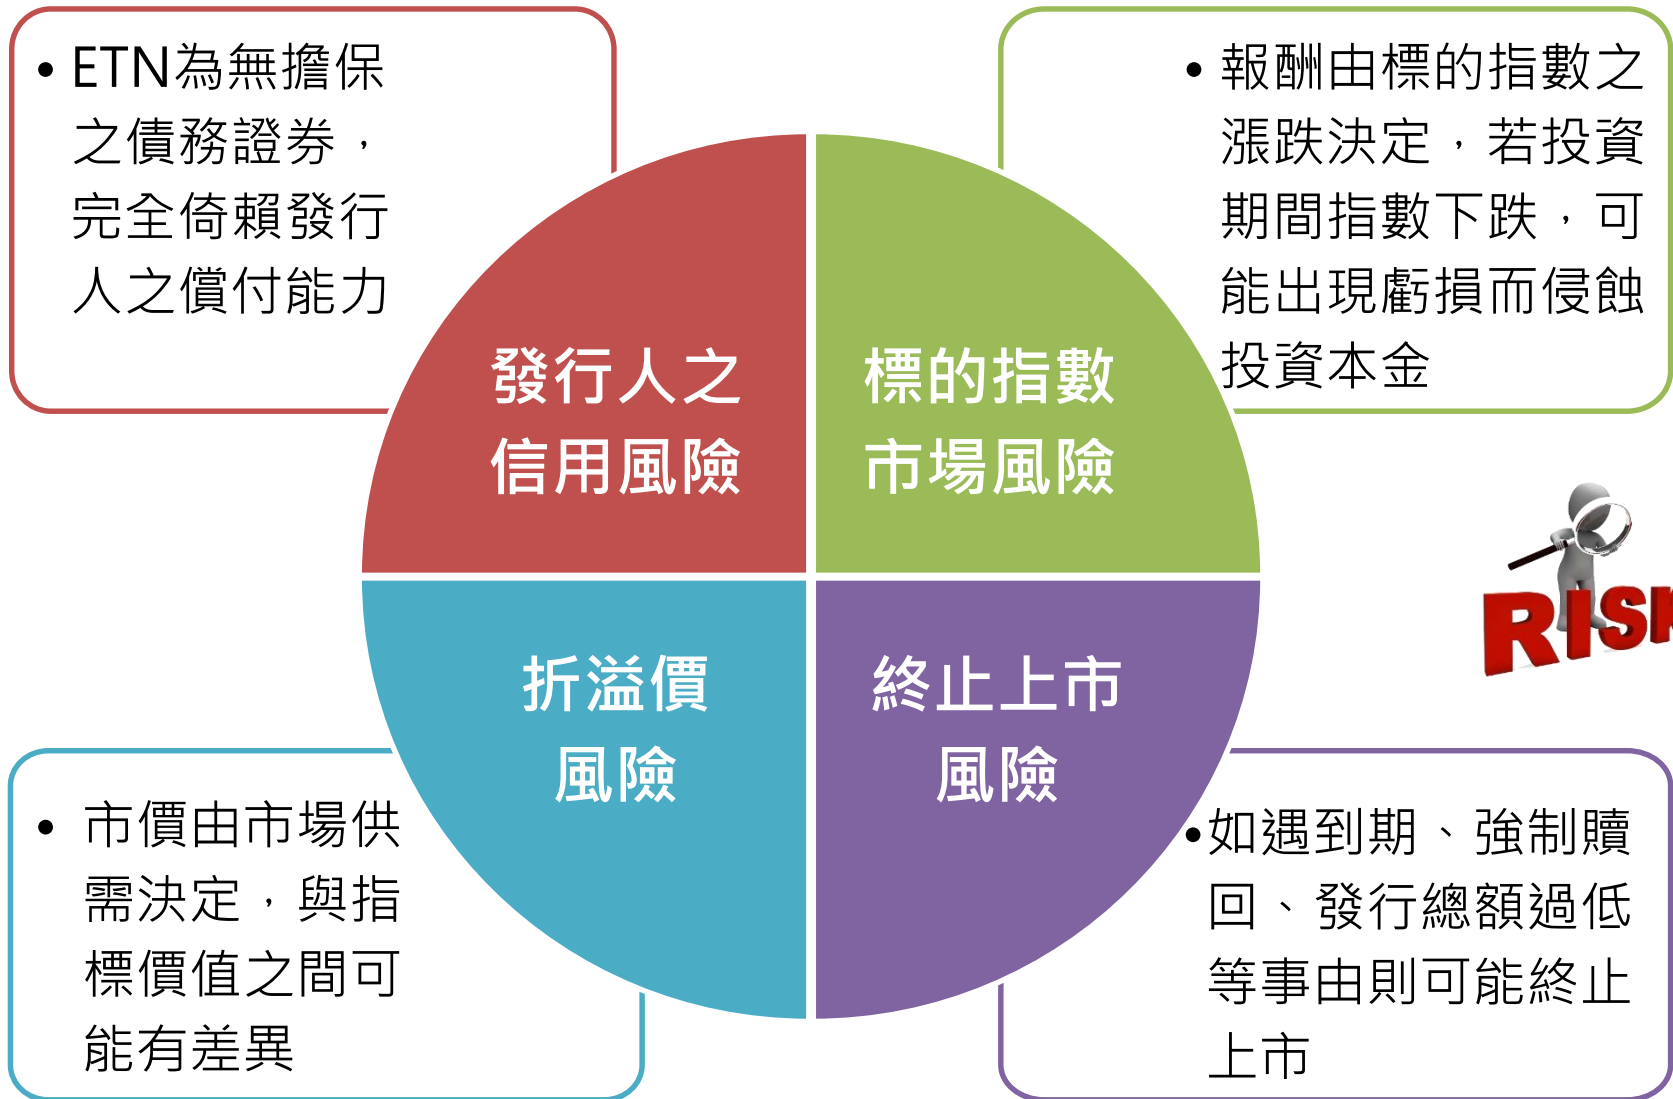 • ETN為無擔保
之債務證券，
完全倚賴發行
人之償付能力
• 報酬由標的指數之
漲跌決定，若投資
期間指數下跌，可
能出現虧損而侵蝕
投資本金
發行人之
信用風險
標的指數
市場風險
折溢價
風險
終止上市
風險
RISK
• 市價由市場供
需決定，與指
標價值之間可
能有差異
•如遇到期、強制贖
回、發行總額過低
等事由則可能終止
上市